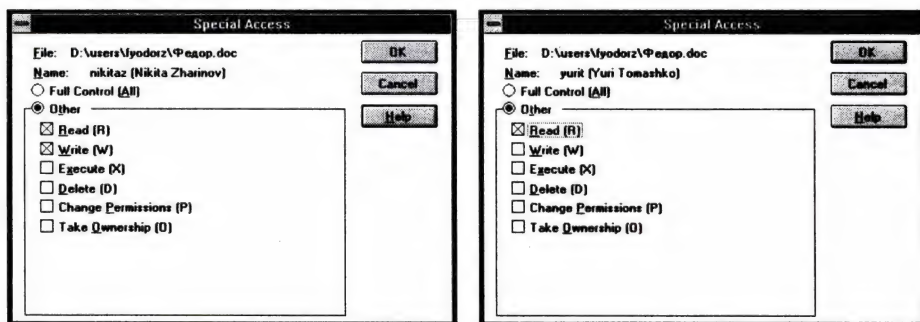 Special Access
File: D:\users\fyodorz\Федор.doc
OK
Name: nikitaz (Nikita Zharinov)
Cancel
Full Control (All)
Other
Help
Read (R)
Write (W)
Execute (X)
Delete (D)
Change Permissions (P)
Take Ownership (O)
Special Access
File: D:\users\fyodorz\Федор.doc
OK
Name: yurit (Yuri Tomashko)
Cancel
Full Control (All)
Other
Help
Read (R)
Write (W)
Execute (X)
Delete (D)
Change Permissions (P)
Take Ownership (O)